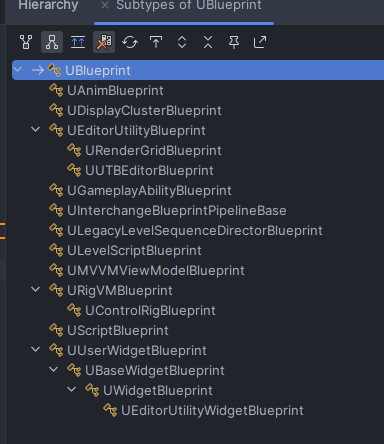 Hierarchy Subtypes of UBlueprint
UBlueprint
UAnimBlueprint
UDisplayClusterBlueprint
UEditorUtilityBlueprint
URenderGridBlueprint
UUTBEditorBlueprint
UGameplayAbilityBlueprint
UInterchangeBlueprintPipelineBase
ULegacyLevelSequenceDirectorBlueprint
ULevelScriptBlueprint
UMVVMViewModelBlueprint
URigVMBlueprint
UControlRigBlueprint
UScriptBlueprint
UUserWidgetBlueprint
UBaseWidgetBlueprint
UWidgetBlueprint
UEditorUtilityWidgetBlueprint